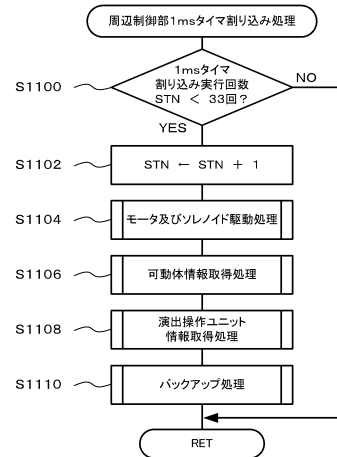 周辺制御部1msタイマ割り込み処理
S1100
1msタイマ
割り込み実行回数
STN < 33回?
NO
YES
S1102
STN ← STN + 1
S1104
モータ及びソレノイド駆動処理
S1106
可動体情報取得処理
S1108
演出操作ユニット
情報取得処理
S1110
バックアップ処理
RET